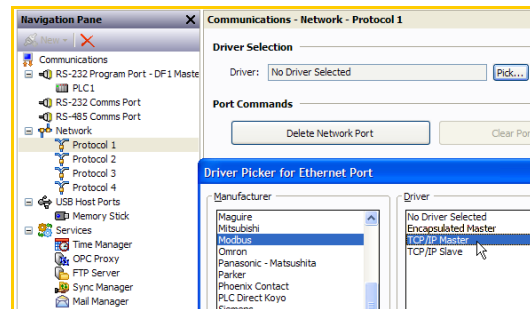 Navigation Pane X
New
Communications
RS-232 Program Port - DF1 Maste
PLC1
RS-232 Comms Port
RS-485 Comms Port
Network
Protocol 1
Protocol 2
Protocol 3
Protocol 4
USB Host Ports
Memory Stick
Services
Time Manager
OPC Proxy
FTP Server
Sync Manager
Mail Manager
Communications - Network - Protocol 1
Driver Selection
Driver: No Driver Selected Pick...
Port Commands
Delete Network Port Clear Por
Driver Picker for Ethernet Port
Manufacturer
Maguire
Mitsubishi
Modbus
Omron
Panasonic - Matsushita
Parker
Phoenix Contact
PLC Direct Koyo
Siemens
Driver
No Driver Selected
Encapsulated Master
TCP/IP Master
TCP/IP Slave